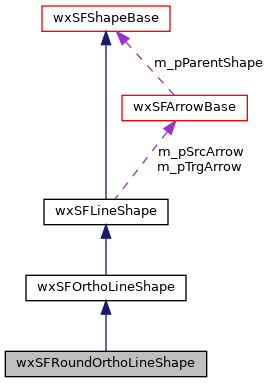 wxSFShapeBase
m_pParentShape
wxSFArrowBase
m_pSrcArrow
m_pTrgArrow
wxSFLineShape
wxSFOrthoLineShape
wxSFRoundOrthoLineShape